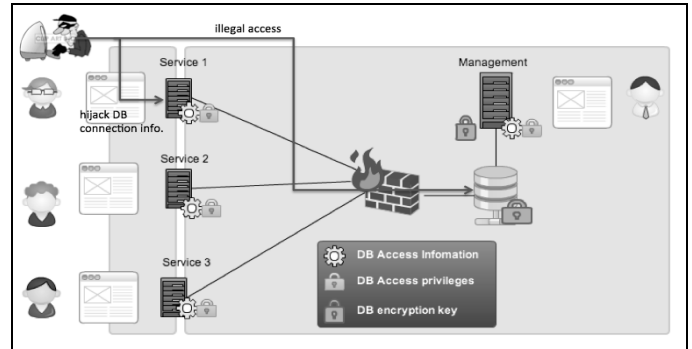 illegal access
Service 1
Management
hijack DB
connection info.
Service 2
Service 3
DB Access Infomation
DB Access privileges
DB encryption key